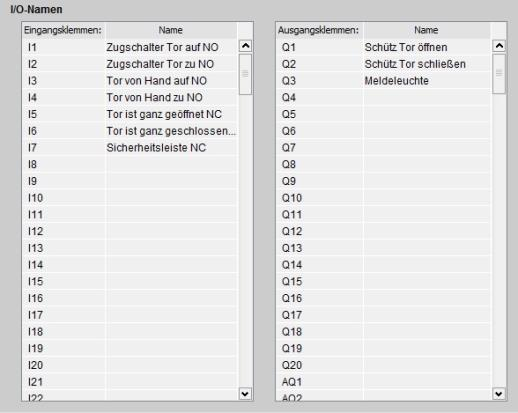 I/O-Namen
Eingangsklemmen: Name
I1 Zugschalter Tor auf NO
I2 Zugschalter Tor zu NO
I3 Tor von Hand auf NO
I4 Tor von Hand zu NO
I5 Tor ist ganz geöffnet NC
I6 Tor ist ganz geschlossen...
I7 Sicherheitsleiste NC
I8
I9
I10
I11
I12
I13
I14
I15
I16
I17
I18
I19
I20
I21
I22
Ausgangsklemmen: Name
Q1 Schütz Tor öffnen
Q2 Schütz Tor schließen
Q3 Meldeleuchte
Q4
Q5
Q6
Q7
Q8
Q9
Q10
Q11
Q12
Q13
Q14
Q15
Q16
Q17
Q18
Q19
Q20
AQ1
AQ2